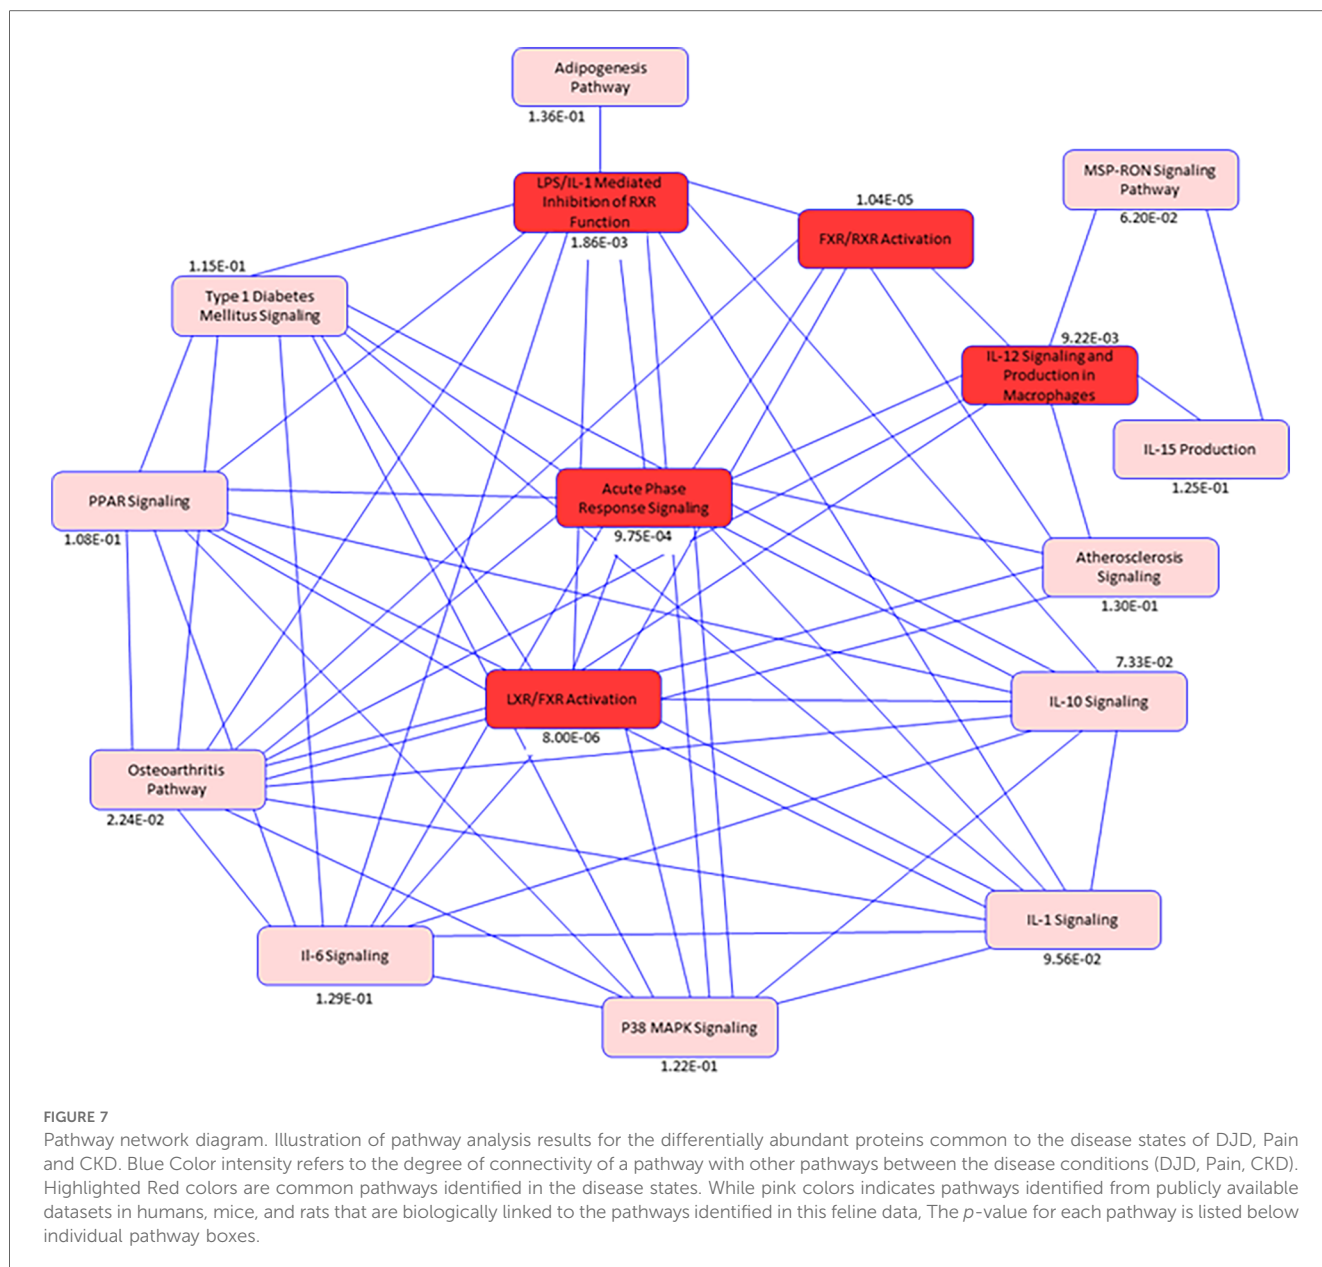 Adipogenesis
Pathway
1.36E-01
MSP-RON Signaling
Pathway
6.20E-02
LPS/IL-1 Mediated
Inhibition of RXR
Function
1.86E-03
1.04E-05
FXR/RXR Activation
1.15E-01
Type 1 Diabetes
Mellitus Signaling
9.22E-03
IL-12 Signaling and
Production in
Macrophages
IL-15 Production
1.25E-01
PPAR Signaling
1.08E-01
Acute Phase
Response Signaling
9.75E-04
Atherosclerosis
Signaling
1.30E-01
LXR/FXR Activation
8.00E-06
7.33E-02
IL-10 Signaling
Osteoarthritis
Pathway
2.24E-02
IL-1 Signaling
9.56E-02
Il-6 Signaling
1.29E-01
P38 MAPK Signaling
1.22E-01
FIGURE 7
Pathway network diagram. Illustration of pathway analysis results for the differentially abundant proteins common to the disease states of DJD, Pain
and CKD. Blue Color intensity refers to the degree of connectivity of a pathway with other pathways between the disease conditions (DJD, Pain, CKD).
Highlighted Red colors are common pathways identified in the disease states. While pink colors indicates pathways identified from publicly available
datasets in humans, mice, and rats that are biologically linked to the pathways identified in this feline data, The p-value for each pathway is listed below
individual pathway boxes.